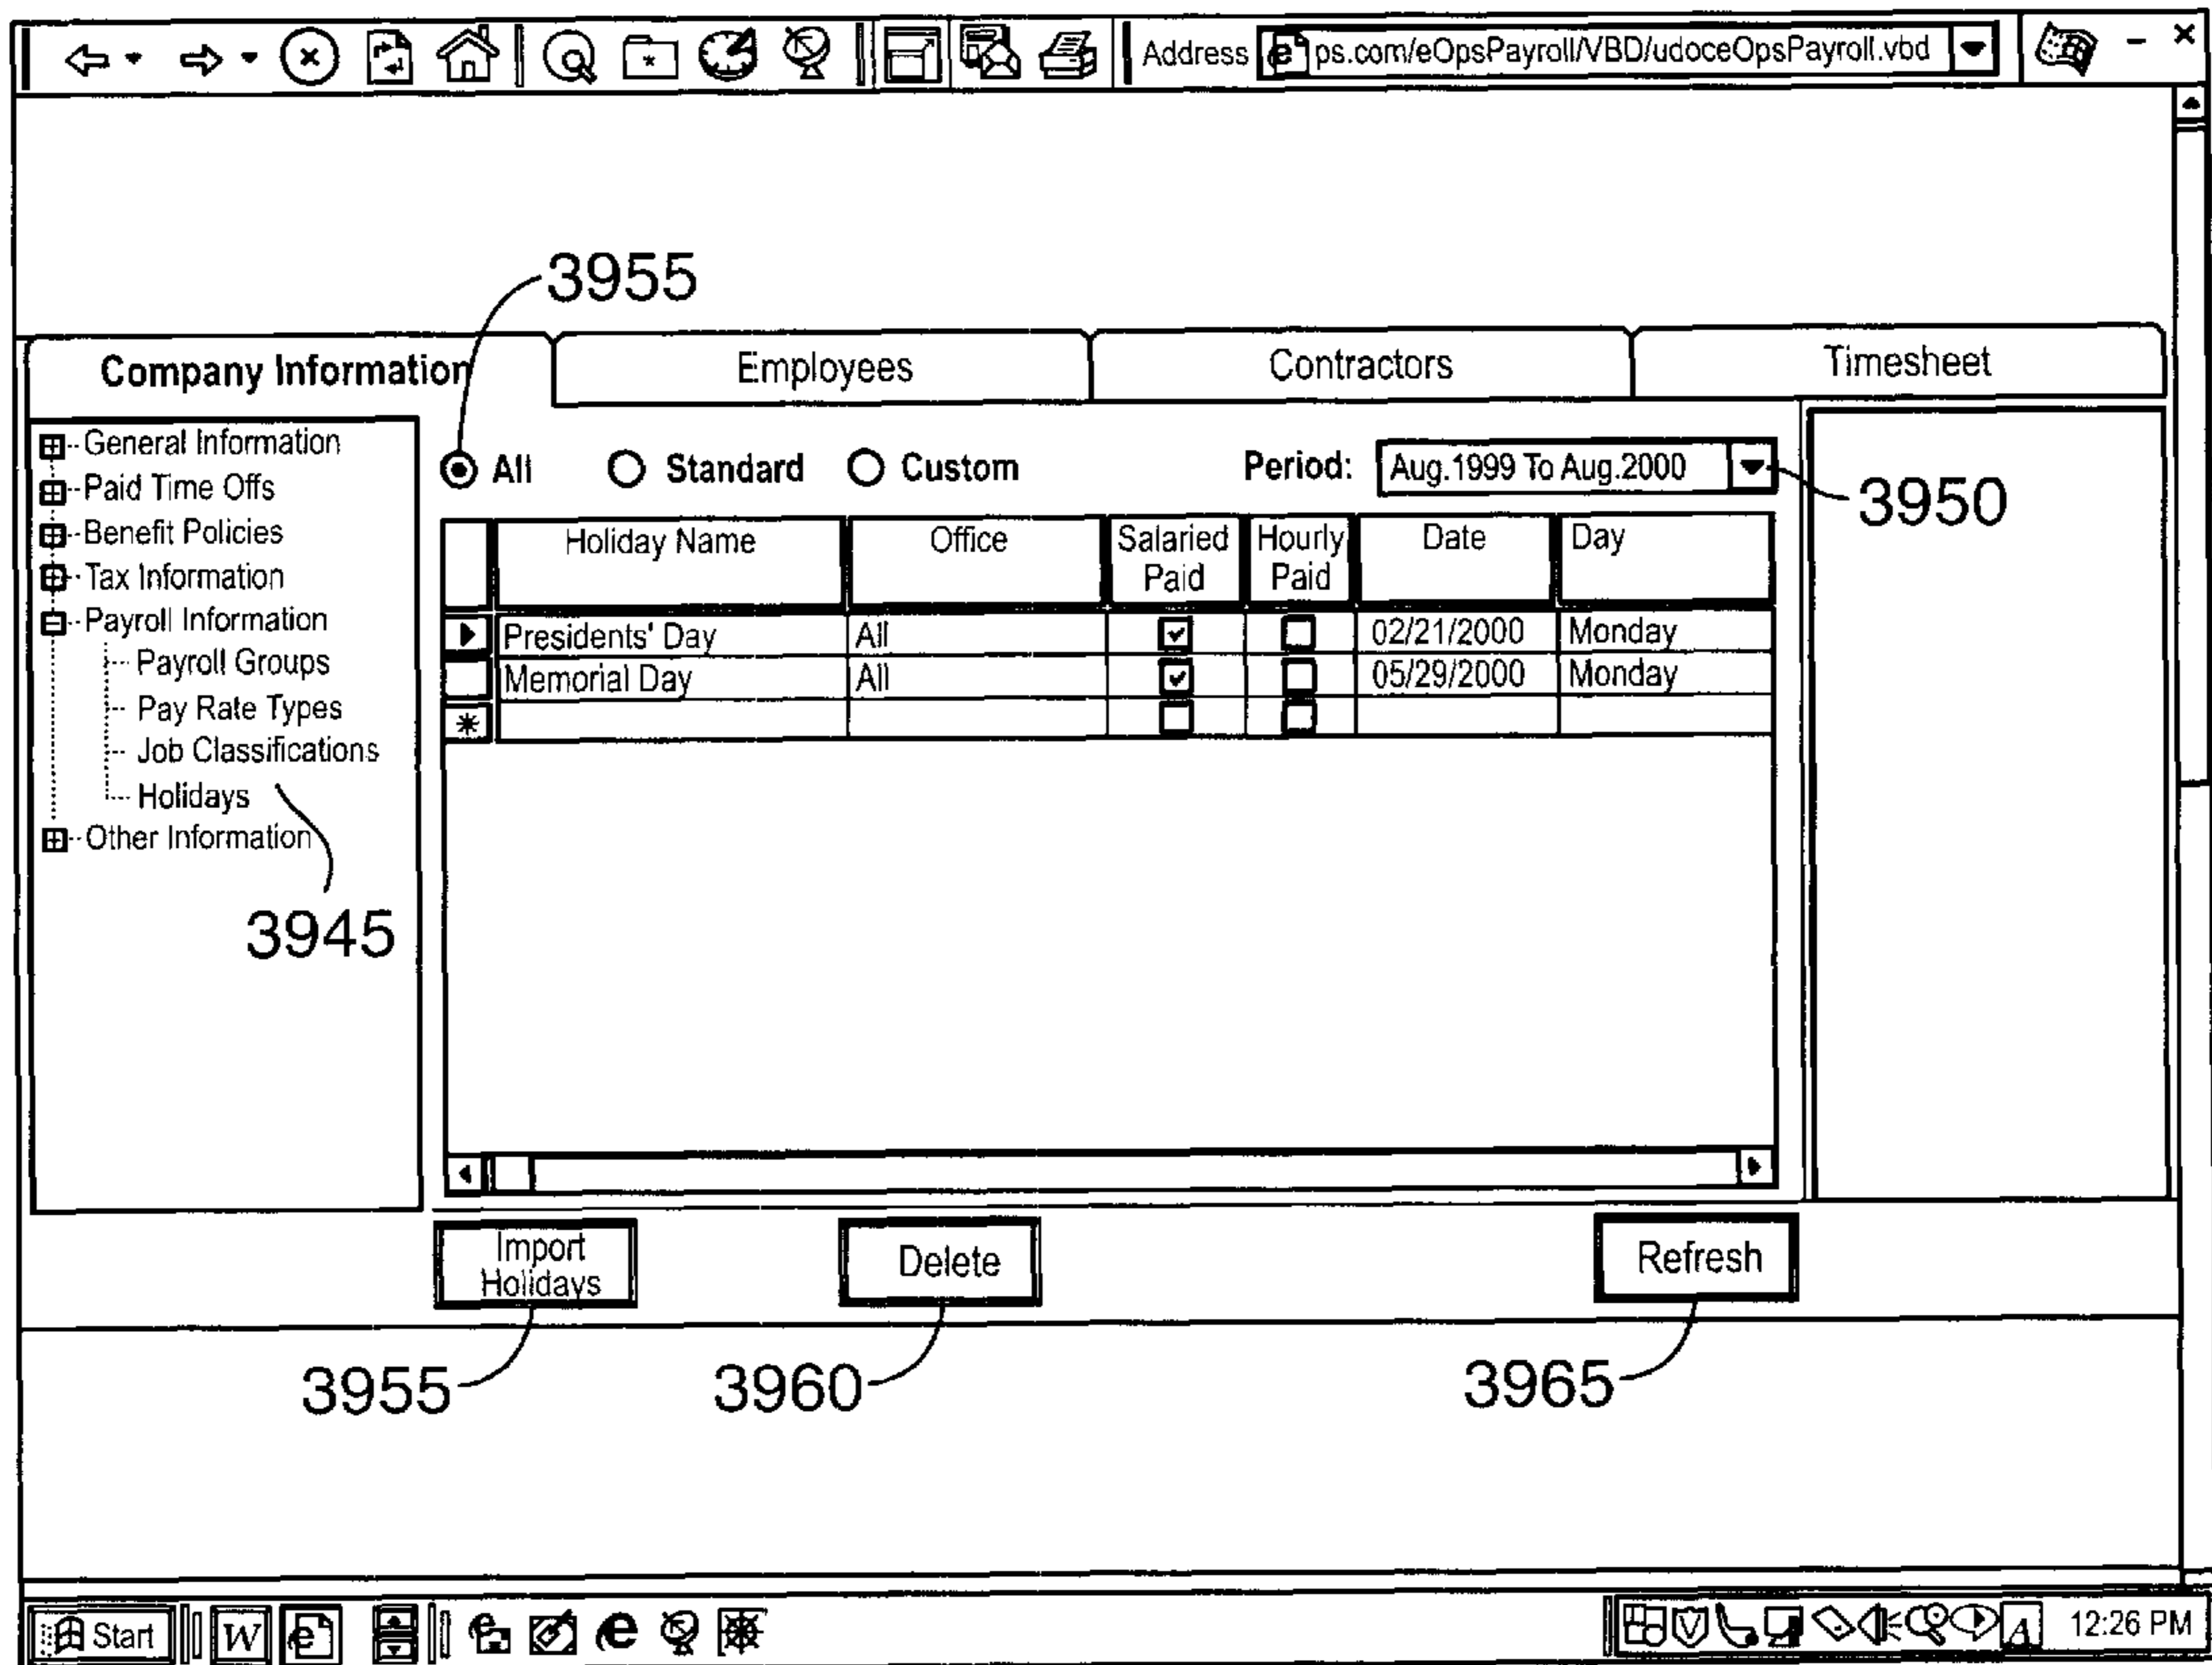 Address ps.com/eOpsPayroll/VBD/udoceOpsPayroll.vbd
3955
Company Information Employees Contractors Timesheet
General Information
Paid Time Offs
Benefit Policies
Tax Information
Payroll Information
Payroll Groups
Pay Rate Types
Job Classifications
Holidays
Other Information
3945
All Standard Custom Period: Aug.1999 To Aug.2000
3950
Holiday Name Office Salaried Paid Hourly Paid Date Day
Presidents' Day All 02/21/2000 Monday
Memorial Day All 05/29/2000 Monday
Import
Holidays
Delete
Refresh
3955
3960
3965
Start W e e A 12:26 PM